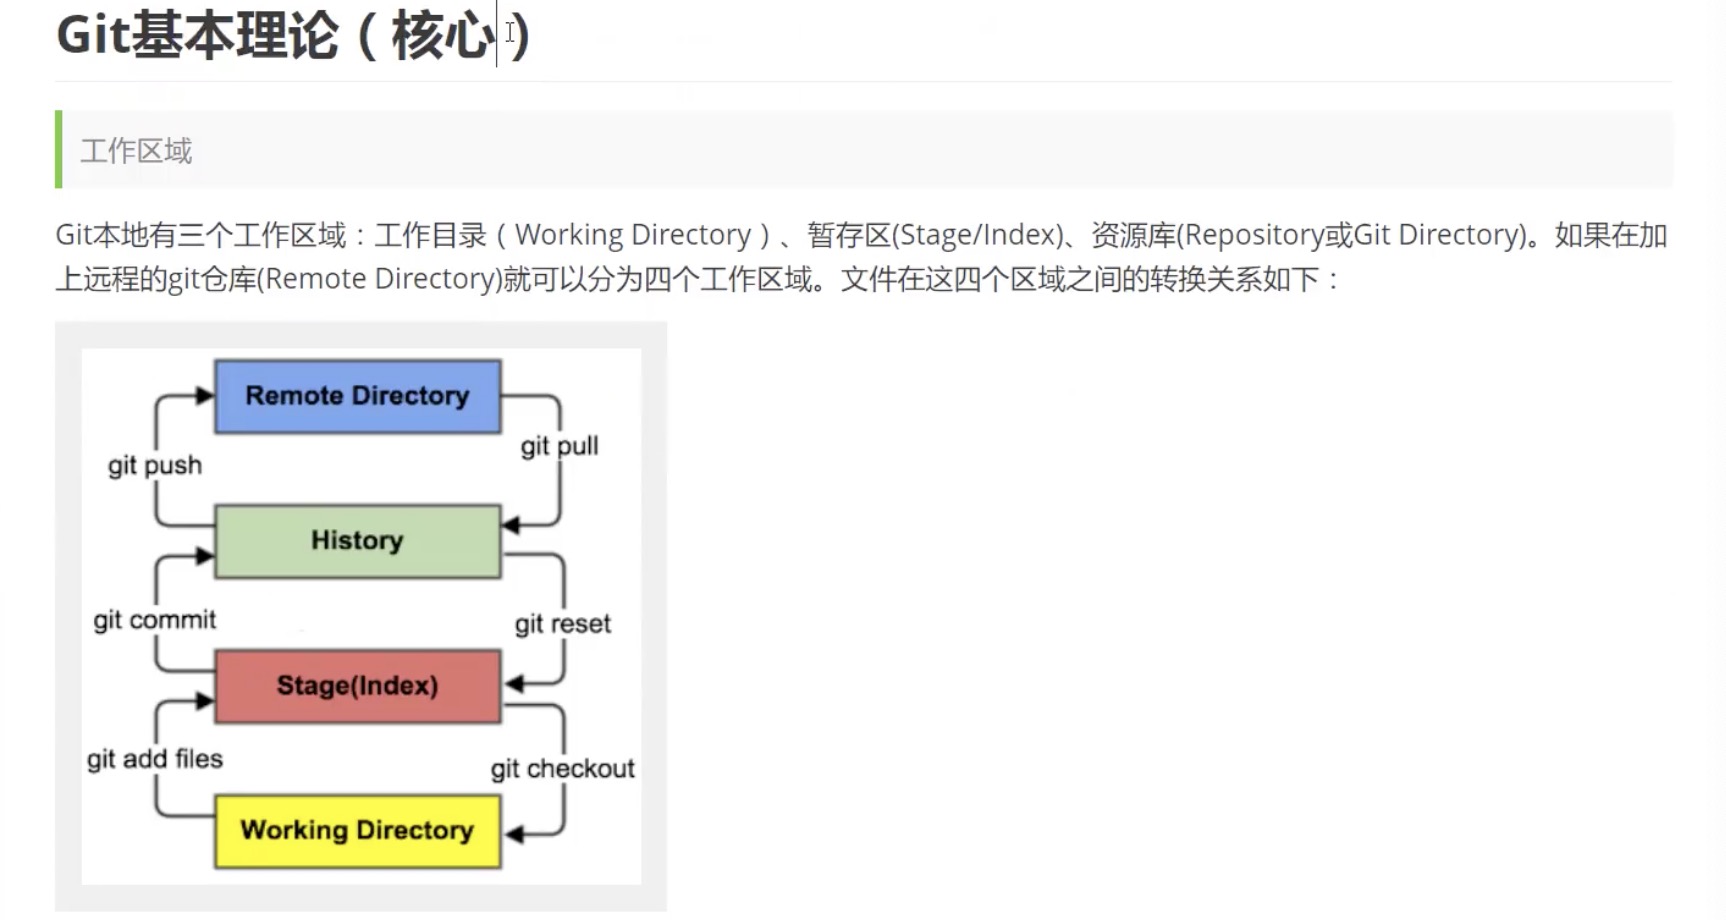 Git基本理论（核心）
工作区域
Git本地有三个工作区域：工作目录（Working Directory）、暂存区(Stage/Index)、资源库(Repository或Git Directory)。如果在加
上远程的git仓库(Remote Directory)就可以分为四个工作区域。文件在这四个区域之间的转换关系如下：
Remote Directory
git pull
git push
History
git commit
git reset
Stage(Index)
git add files
git checkout
Working Directory